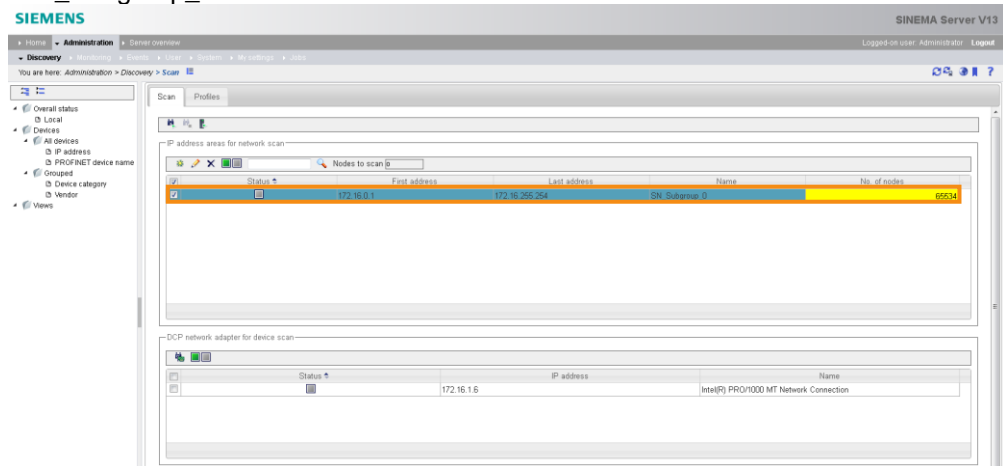 SIEMENS
SINEMA Server V13
Home Administration Server overview
Logged-on user Administrator Logout
Discovery Monitoring Events User System My settings Jobs
You are here: Administration > Discovery > Scan
?
Overall status
Local
Devices
All devices
IP address
PROFINET device name
Grouped
Device category
Vendor
Views
Scan Profiles
IP address areas for network scan
Nodes to scan 0
Status First address Last address Name No. of nodes
172.16.0.1 172.16.255.254 SN_Subgroup_0 65534
DCP network adapter for device scan
Status IP address Name
172.16.1.6 Intel(R) PRO/1000 MT Network Connection